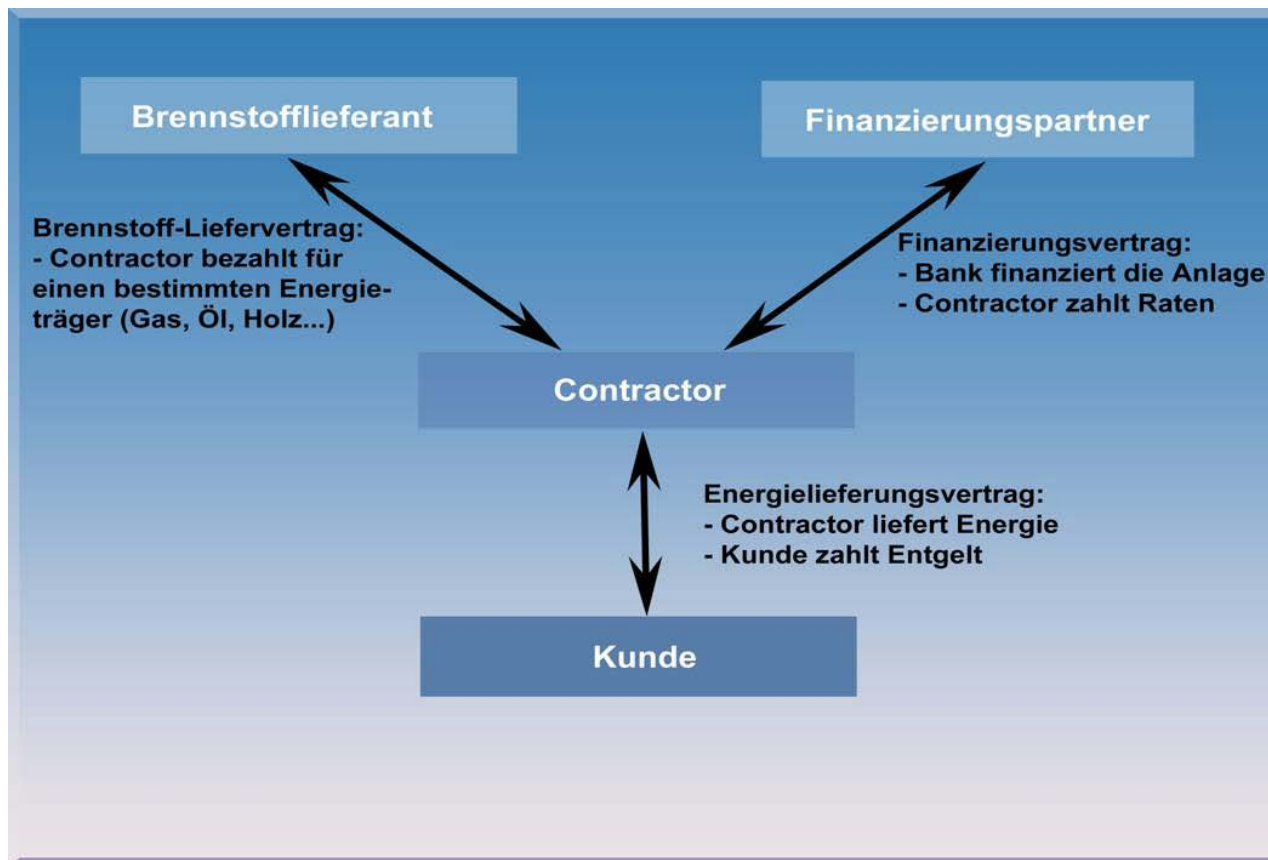 Brennstofflieferant
Finanzierungspartner
Brennstoff-Liefervertrag:
- Contractor bezahlt für
einen bestimmten Energie-
träger (Gas, Öl, Holz...)
Finanzierungsvertrag:
- Bank finanziert die Anlage
- Contractor zahlt Raten
Contractor
Energielieferungsvertrag:
- Contractor liefert Energie
- Kunde zahlt Entgelt
Kunde